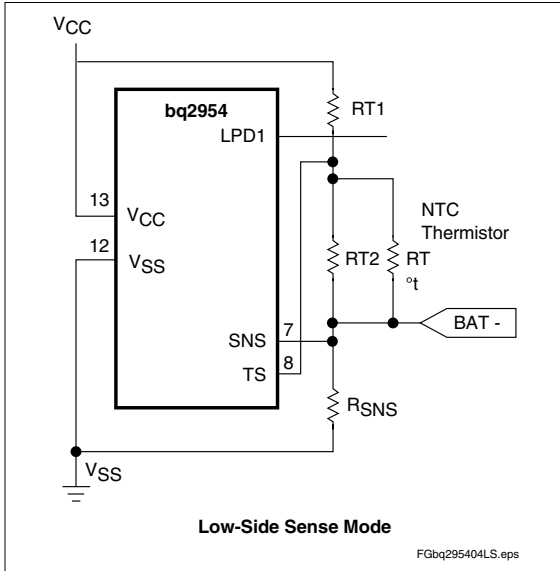 VCC
bq2954
RT1
LPD1
NTC
Thermistor
13
VCC
12
VSS
RT2
RT
°t
BAT -
SNS
7
TS
8
RSNS
VSS
Low-Side Sense Mode
FGbq295404LS.eps